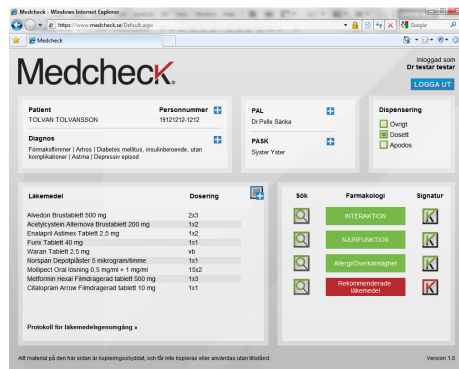 Medcheck - Windows Internet Explorer
https://www.medcheck.se/Default.aspx
Google
Medcheck
Medcheck.
Inloggad som
Dr testar testar
LOGGA UT
Patient Personnummer
TOLVAN TOLVANSSON 19121212-1212
Diagnos
Förmaksflimmer | Artros | Diabetes mellitus, insulinberoende, utan
komplikationer | Astma | Depressiv episod
PAL
Dr Pelle Sänka
PASK
Syster Yster
Dispensering
Övrigt
Dosett
Apodos
Läkemedel Dosering
Alvedon Brustablett 500 mg 2x3
Acetylcystein Alternova Brustablett 200 mg 1x2
Enalapril Astimex Tablett 2,5 mg 1x2
Furix Tablett 40 mg 1x1
Waran Tablett 2,5 mg vb
Norspan Depotplåster 5 mikrogram/timme 1x1
Mollipect Oral lösning 0,5 mg/ml + 1 mg/ml 15x2
Metformin Hexal Filmdragerad tablett 500 mg 1x3
Citalopram Arrow Filmdragerad tablett 10 mg 1x1
Protokoll för läkemedelsgenomgång »
Sök Farmakologi Signatur
INTERAKTION
NJURFUNKTION
Allergi/Överkänslighet
Rekommenderade
läkemedel
Allt material på den här sidan är kopieringsskyddat, och får inte kopieras eller användas utan tillstånd.
Version 1.0